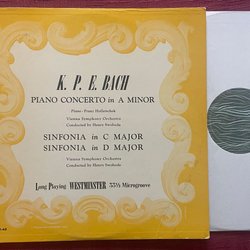 K. P. E. BACH
PIANO CONCERTO in A MINOR
Piano - Franz Holletschek
Vienna Symphony Orchestra
Conducted by Henry Swoboda
SINFONIA in C MAJOR
SINFONIA in D MAJOR
Vienna Symphony Orchestra
Conducted by Henry Swoboda
Long Playing WESTMINSTER 33⅓ Microgroove